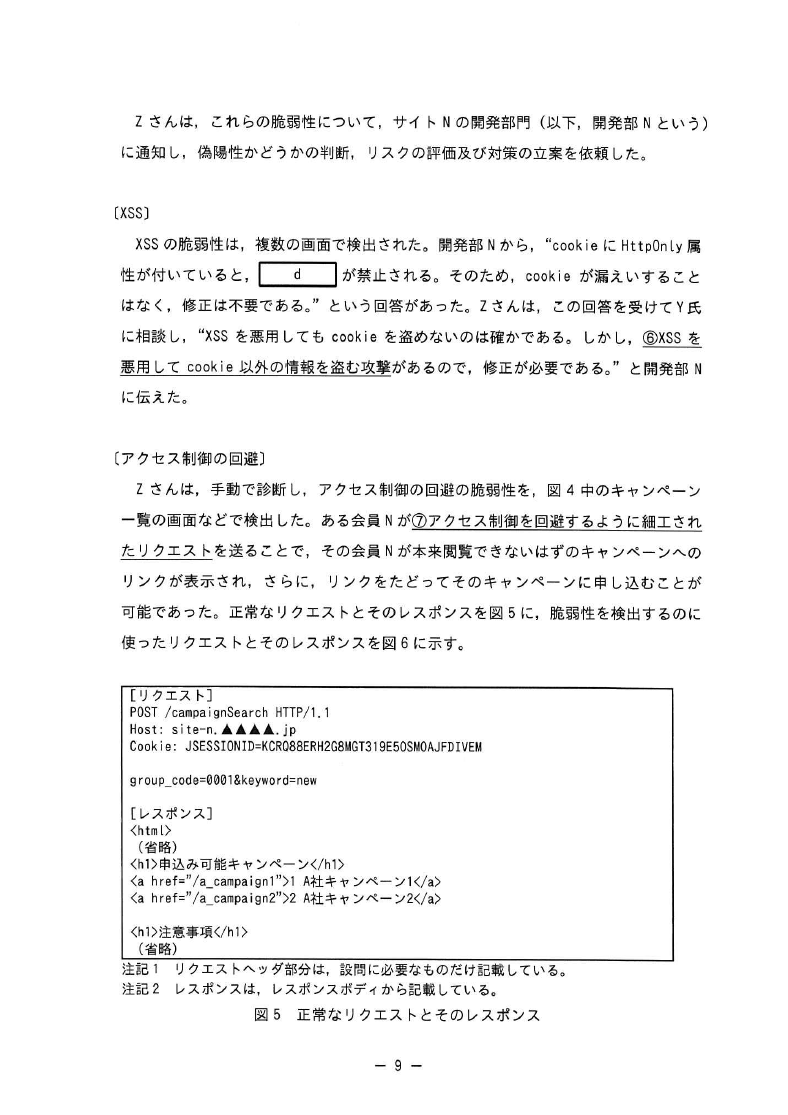 Z さんは，これらの脆弱性について，サイト N の開発部門（以下，開発部 N という）
に通知し，偽陽性かどうかの判断，リスクの評価及び対策の立案を依頼した。
〔XSS〕
XSS の脆弱性は，複数の画面で検出された。開発部 N から，“cookie に HttpOnly 属
性が付いていると， d が禁止される。そのため，cookie が漏えいすること
はなく，修正は不要である。”という回答があった。Z さんは，この回答を受けて Y 氏
に相談し，“XSS を悪用しても cookie を盗めないのは確かである。しかし，⑥XSS を
悪用して cookie 以外の情報を盗む攻撃があるので，修正が必要である。”と開発部 N
に伝えた。
〔アクセス制御の回避〕
Z さんは，手動で診断し，アクセス制御の回避の脆弱性を，図 4 中のキャンペーン
一覧の画面などで検出した。ある会員 N が⑦アクセス制御を回避するように細工され
たリクエストを送ることで，その会員 N が本来閲覧できないはずのキャンペーンへの
リンクが表示され，さらに，リンクをたどってそのキャンペーンに申し込むことが
可能であった。正常なリクエストとそのレスポンスを図 5 に，脆弱性を検出するのに
使ったリクエストとそのレスポンスを図 6 に示す。
［リクエスト］
POST /campaignSearch HTTP/1.1
Host: site-n.▲▲▲▲.jp
Cookie: JSESSIONID=KCRQ88ERH2G8MGT319E50SMOAJFDIVEM
group_code=0001&keyword=new
［レスポンス］
<html>
（省略）
<h1>申込み可能キャンペーン</h1>
<a href="/a_campaign1">1 A社キャンペーン1</a>
<a href="/a_campaign2">2 A社キャンペーン2</a>
<h1>注意事項</h1>
（省略）
注記 1　リクエストヘッダ部分は，設問に必要なものだけ記載している。
注記 2　レスポンスは，レスポンスボディから記載している。
図 5　正常なリクエストとそのレスポンス
－ 9 －